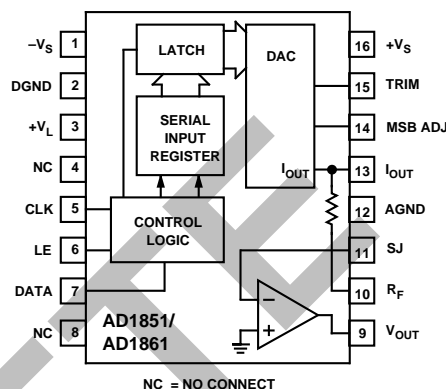 –VS 1
DGND 2
+VL 3
NC 4
CLK 5
LE 6
DATA 7
NC 8
LATCH
SERIAL
INPUT
REGISTER
CONTROL
LOGIC
DAC
IOUT
–
+
AD1851/
AD1861
16 +VS
15 TRIM
14 MSB ADJ
13 IOUT
12 AGND
11 SJ
10 RF
9 VOUT
NC = NO CONNECT